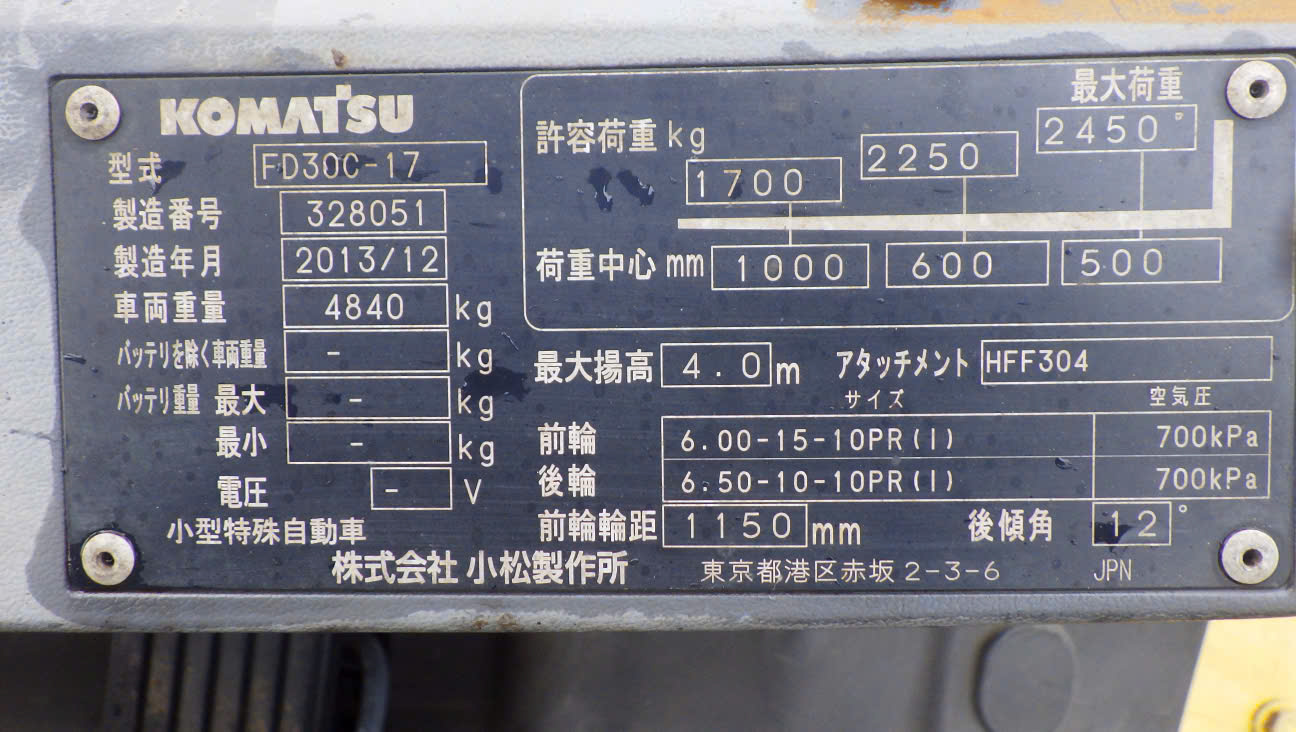 KOMATSU
型式 FD30C-17
製造番号 328051
製造年月 2013/12
車両重量 4840 kg
バッテリを除く車両重量 - kg
バッテリ重量 最大 - kg
最小 - kg
電圧 - V
小型特殊自動車
最大荷重
許容荷重 kg 1700 2250 2450
荷重中心 mm 1000 600 500
最大揚高 4.0 m アタッチメント HFF304
サイズ 空気圧
前輪 6.00-15-10PR(I) 700kPa
後輪 6.50-10-10PR(I) 700kPa
前輪輪距 1150 mm 後傾角 12°
株式会社 小松製作所 東京都港区赤坂2-3-6 JPN